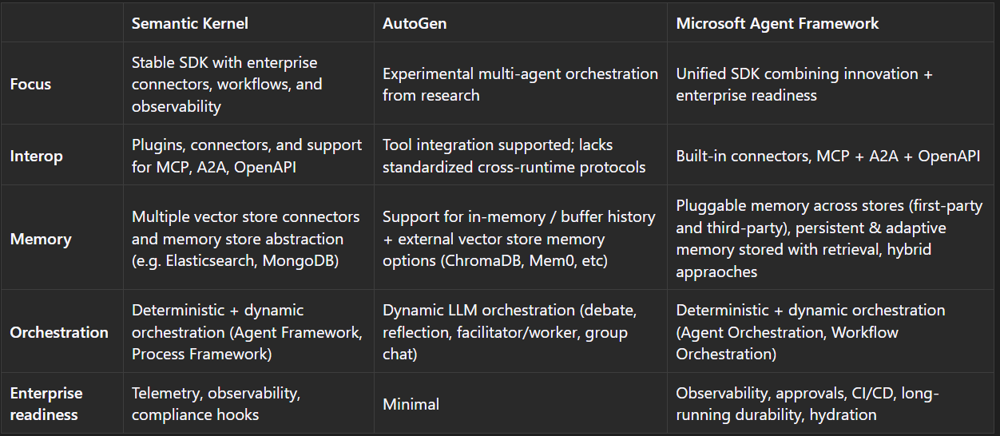 Semantic Kernel
AutoGen
Microsoft Agent Framework
Focus
Stable SDK with enterprise
connectors, workflows, and
observability
Experimental multi-agent orchestration
from research
Unified SDK combining innovation +
enterprise readiness
Interop
Plugins, connectors, and support
for MCP, A2A, OpenAPI
Tool integration supported; lacks
standardized cross-runtime protocols
Built-in connectors, MCP + A2A + OpenAPI
Memory
Multiple vector store connectors
and memory store abstraction
(e.g. Elasticsearch, MongoDB)
Support for in-memory / buffer history
+ external vector store memory
options (ChromaDB, Mem0, etc)
Pluggable memory across stores (first-party
and third-party), persistent & adaptive
memory stored with retrieval, hybrid
appraoches
Orchestration
Deterministic + dynamic
orchestration (Agent Framework,
Process Framework)
Dynamic LLM orchestration (debate,
reflection, facilitator/worker, group
chat)
Deterministic + dynamic orchestration
(Agent Orchestration, Workflow
Orchestration)
Enterprise
readiness
Telemetry, observability,
compliance hooks
Minimal
Observability, approvals, CI/CD, long-
running durability, hydration